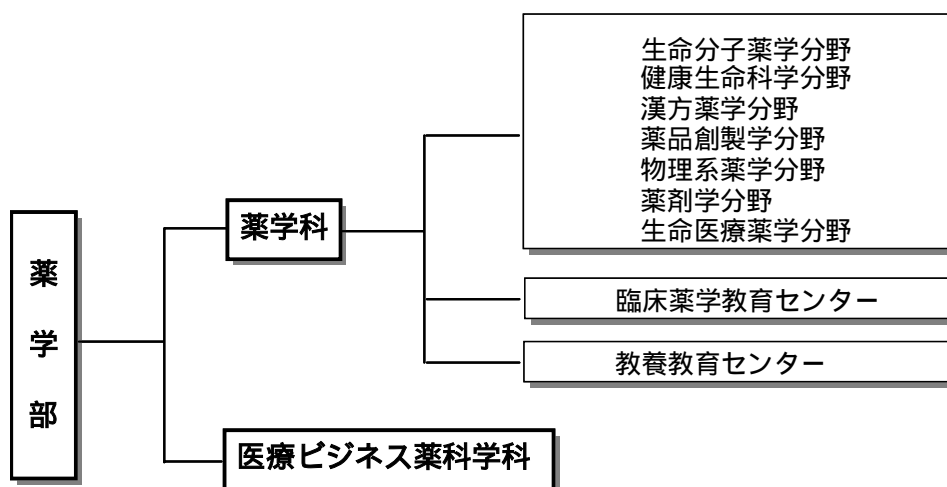 薬学部
薬学科
生命分子薬学分野
健康生命科学分野
漢方薬学分野
薬品創製学分野
物理系薬学分野
薬剤学分野
生命医療薬学分野
臨床薬学教育センター
教養教育センター
医療ビジネス薬科学科